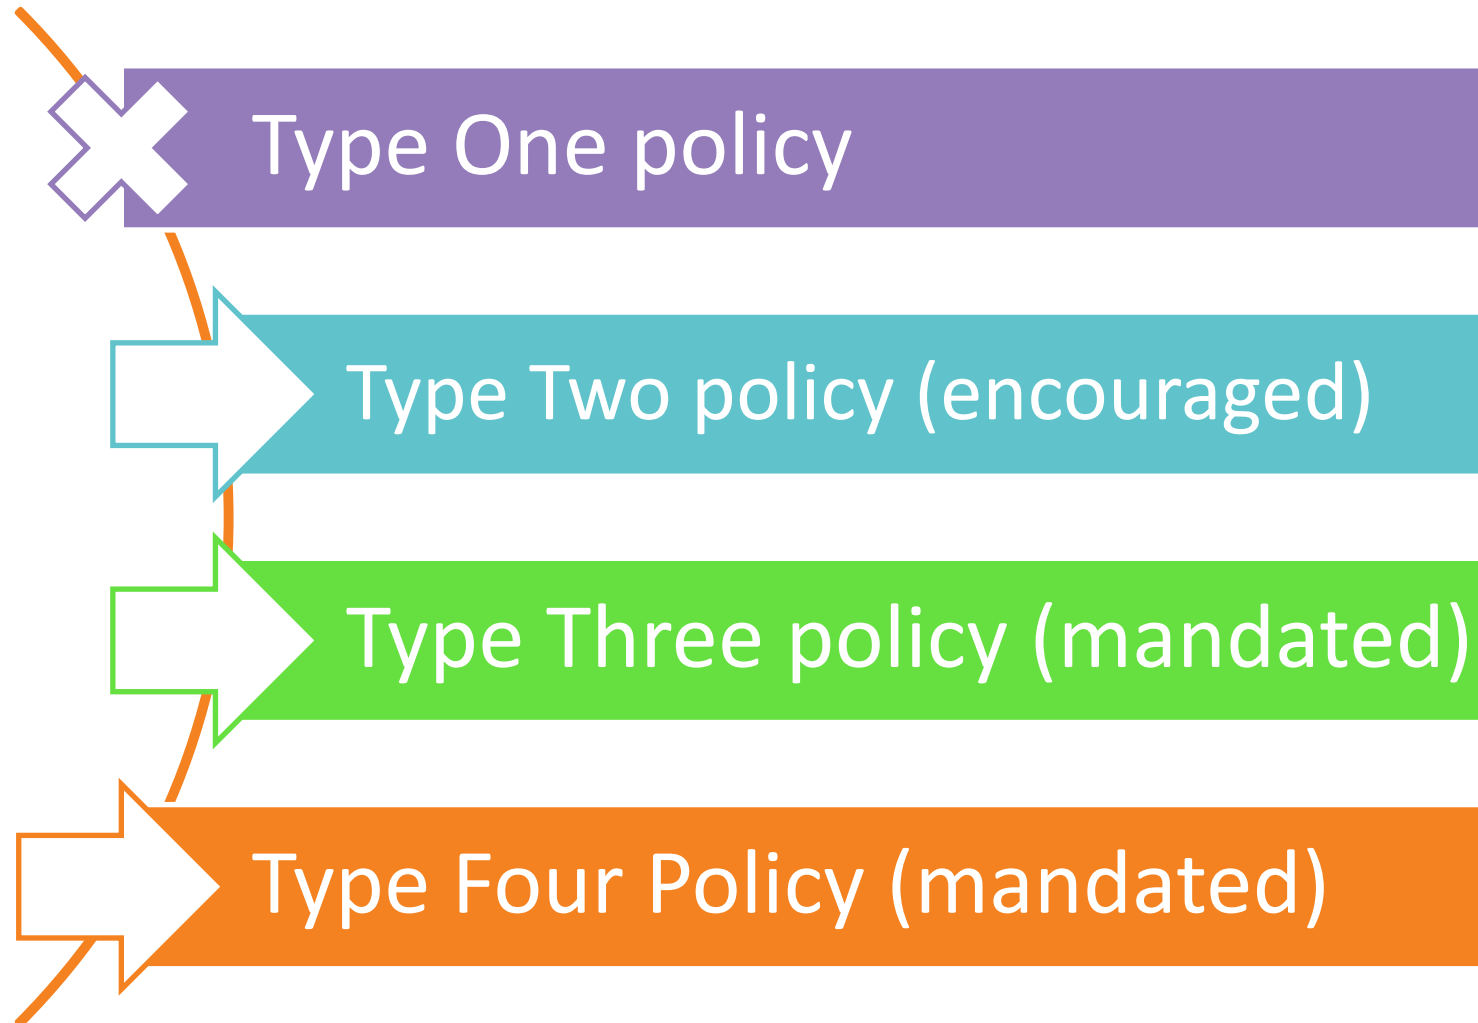 Type One policy
Type Two policy (encouraged)
Type Three policy (mandated)
Type Four Policy (mandated)